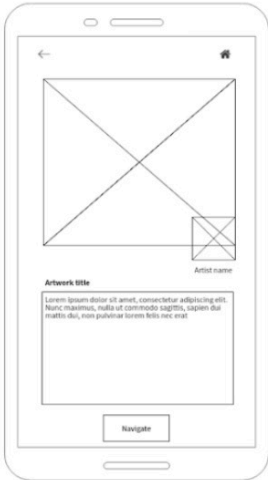 Artist name
Artwork title
Lorem ipsum dolor sit amet, consectetur adipiscing elit.
Nunc maximus, nulla ut commodo sagittis, sapien dui
mattis dui, non pulvinar lorem felis nec erat
Navigate